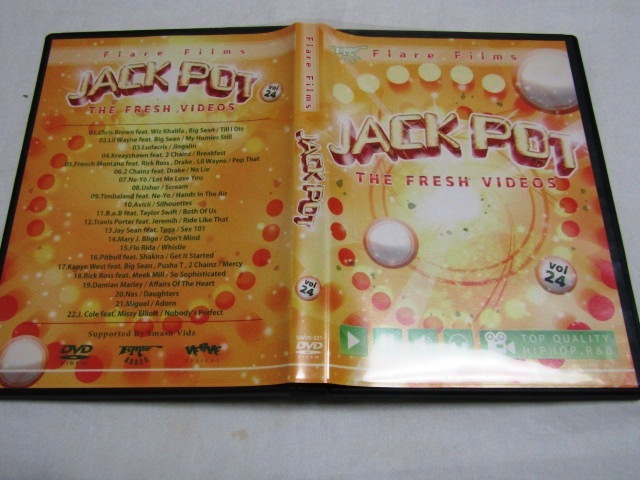 Flare Films
JACK POT
vol 24
THE FRESH VIDEOS
01.Chris Brown feat. Wiz Khalifa , Big Sean / Till I Die
02.Lil Wayne feat. Big Sean / My Homies Still
03.Ludacris / Jingalin
04.Kreayshawn feat. 2 Chainz / Breakfast
05.French Montana feat. Rick Ross , Drake , Lil Wayne / Pop That
06.2 Chainz feat. Drake / No Lie
07.Ne-Yo / Let Me Love You
08.Usher / Scream
09.Timbaland feat. Ne-Yo / Hands In The Air
10.Avicii / Silhouettes
11.B.o.B feat. Taylor Swift / Both Of Us
12.Travis Porter feat. Jeremih / Ride Like That
13.Jay Sean feat. Tyga / Sex 101
14.Mary J. Blige / Don't Mind
15.Flo Rida / Whistle
16.Pitbull feat. Shakira / Get It Started
17.Kanye West feat. Big Sean , Pusha T , 2 Chainz / Mercy
18.Rick Ross feat. Meek Mill / So Sophisticated
19.Damian Marley / Affairs Of The Heart
20.Nas / Daughters
21.Miguel / Adorn
22.J. Cole feat. Missy Elliott / Nobody's Perfect
Supported By Smash Vidz
DVD
VIDEO
Flare Films
JACK POT
vol 24
DVD
VIDEO
Flare Films
JACK POT
THE FRESH VIDEOS
vol 24
TOP QUALITY
HIPHOP, R&B